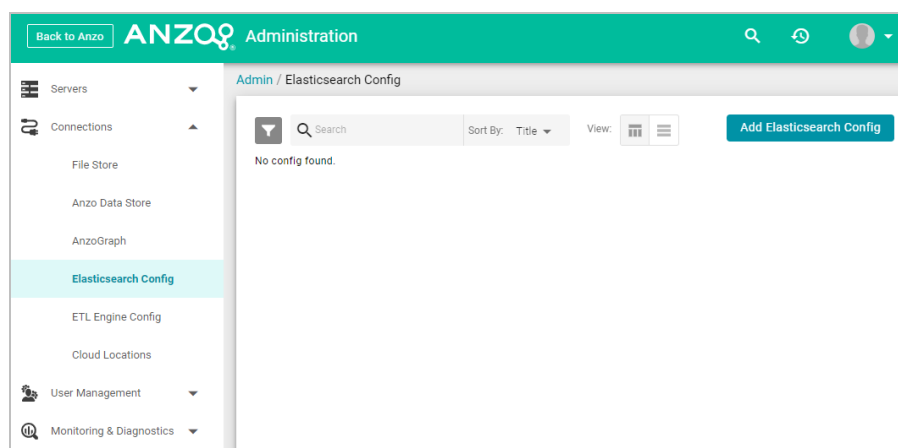 Back to Anzo ANZO® Administration
Admin / Elasticsearch Config
Servers
Connections
File Store
Anzo Data Store
AnzoGraph
Elasticsearch Config
ETL Engine Config
Cloud Locations
User Management
Monitoring & Diagnostics
Search Sort By: Title View: Add Elasticsearch Config
No config found.